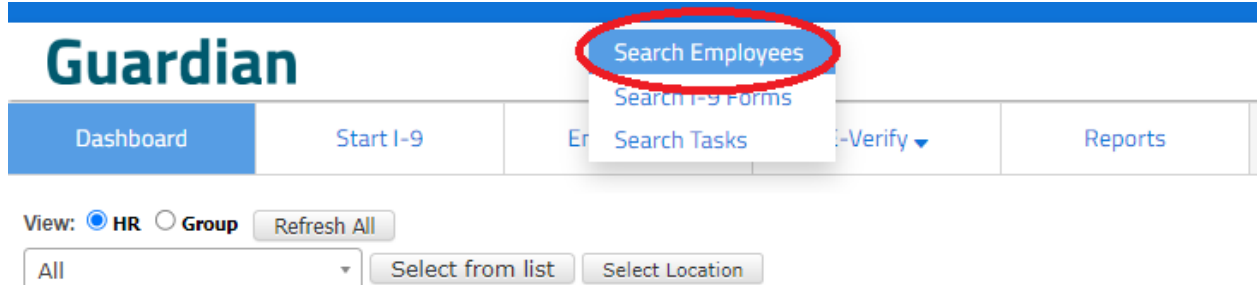 Guardian
Search Employees
Search I-9 Forms
Search Tasks
Dashboard Start I-9 E-Verify Reports
View: HR Group Refresh All
All Select from list Select Location